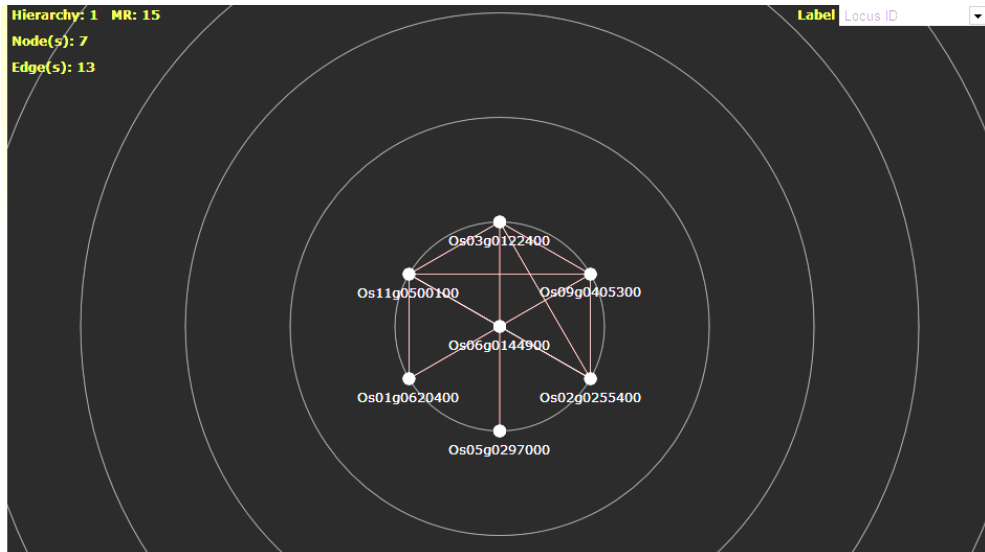 Hierarchy: 1 MR: 15
Label Locus ID
Node(s): 7
Edge(s): 13
Os03g0122400
Os11g0500100
Os09g0405300
Os06g0144900
Os01g0620400
Os02g0255400
Os05g0297000